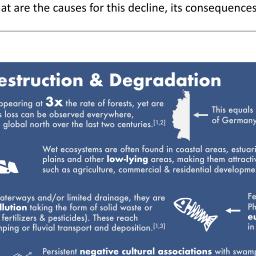 at are the causes for this decline, its consequences
estruction & Degradation
ppearing at 3x the rate of forests, yet are
s loss can be observed everywhere,
global north over the last two centuries.[1,2]
This equals
of Germany
Wet ecosystems are often found in coastal areas, estuari
plains and other low-lying areas, making them attracti
such as agriculture, commercial & residential developme
aterways and/or limited drainage, they are
llution taking the form of solid waste or
fertilizers & pesticides). These reach
ping or fluvial transport and deposition.[1,3]
Fe
Ph
eu
in
Persistent negative cultural associations with swam